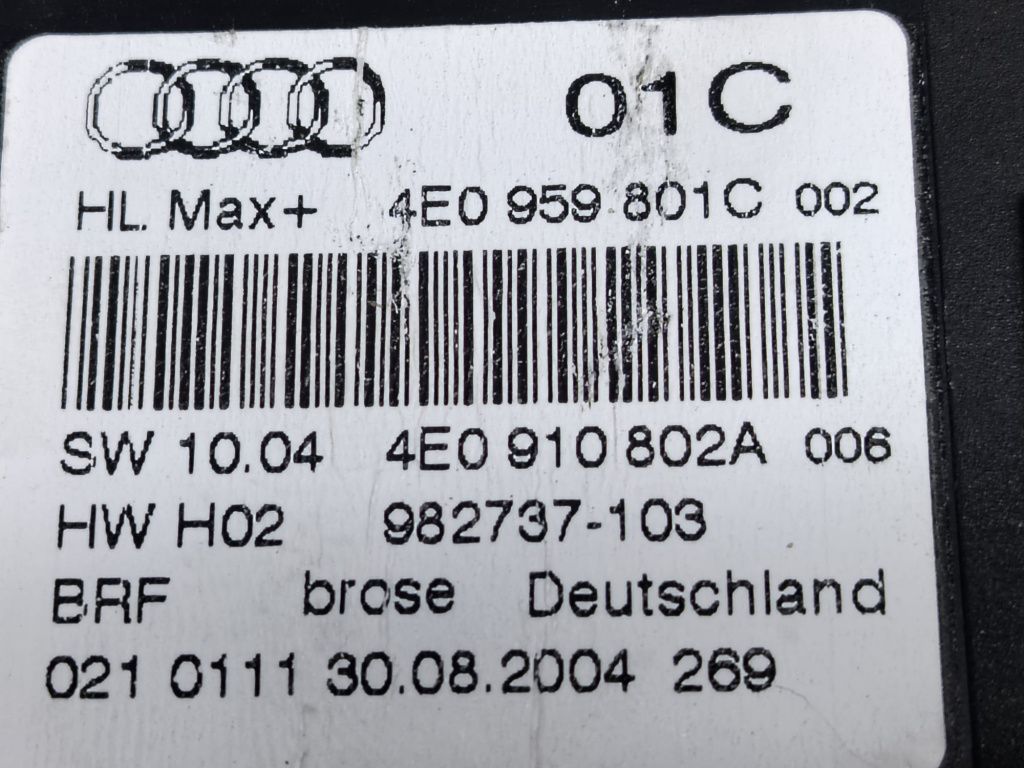 01C
HL Max+ 4E0 959 801C 002
SW 10.04 4E0 910 802A 006
HW H02 982737-103
BRF brose Deutschland
021 0111 30.08.2004 269